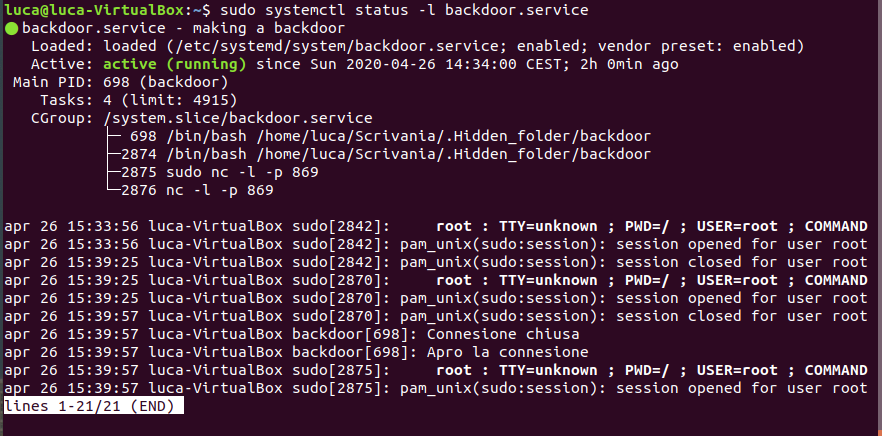 luca@luca-VirtualBox:~$ sudo systemctl status -l backdoor.service
● backdoor.service - making a backdoor
   Loaded: loaded (/etc/systemd/system/backdoor.service; enabled; vendor preset: enabled)
   Active: active (running) since Sun 2020-04-26 14:34:00 CEST; 2h 0min ago
 Main PID: 698 (backdoor)
    Tasks: 4 (limit: 4915)
   CGroup: /system.slice/backdoor.service
           ├─ 698 /bin/bash /home/luca/Scrivania/.Hidden_folder/backdoor
           ├─2874 /bin/bash /home/luca/Scrivania/.Hidden_folder/backdoor
           ├─2875 sudo nc -l -p 869
           └─2876 nc -l -p 869

apr 26 15:33:56 luca-VirtualBox sudo[2842]:     root : TTY=unknown ; PWD=/ ; USER=root ; COMMAND
apr 26 15:33:56 luca-VirtualBox sudo[2842]: pam_unix(sudo:session): session opened for user root
apr 26 15:39:25 luca-VirtualBox sudo[2842]: pam_unix(sudo:session): session closed for user root
apr 26 15:39:25 luca-VirtualBox sudo[2870]:     root : TTY=unknown ; PWD=/ ; USER=root ; COMMAND
apr 26 15:39:25 luca-VirtualBox sudo[2870]: pam_unix(sudo:session): session opened for user root
apr 26 15:39:57 luca-VirtualBox sudo[2870]: pam_unix(sudo:session): session closed for user root
apr 26 15:39:57 luca-VirtualBox backdoor[698]: Connesione chiusa
apr 26 15:39:57 luca-VirtualBox backdoor[698]: Apro la connesione
apr 26 15:39:57 luca-VirtualBox sudo[2875]:     root : TTY=unknown ; PWD=/ ; USER=root ; COMMAND
apr 26 15:39:57 luca-VirtualBox sudo[2875]: pam_unix(sudo:session): session opened for user root
lines 1-21/21 (END)